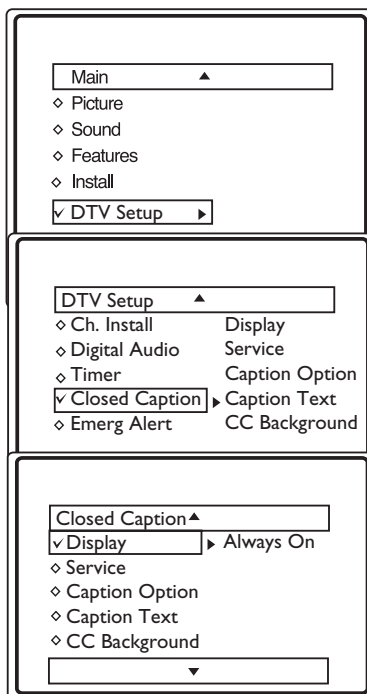 Main
Picture
Sound
Features
Install
DTV Setup
DTV Setup
Ch. Install Display
Digital Audio Service
Timer Caption Option
Closed Caption Caption Text
Emerg Alert CC Background
Closed Caption
Display Always On
Service
Caption Option
Caption Text
CC Background